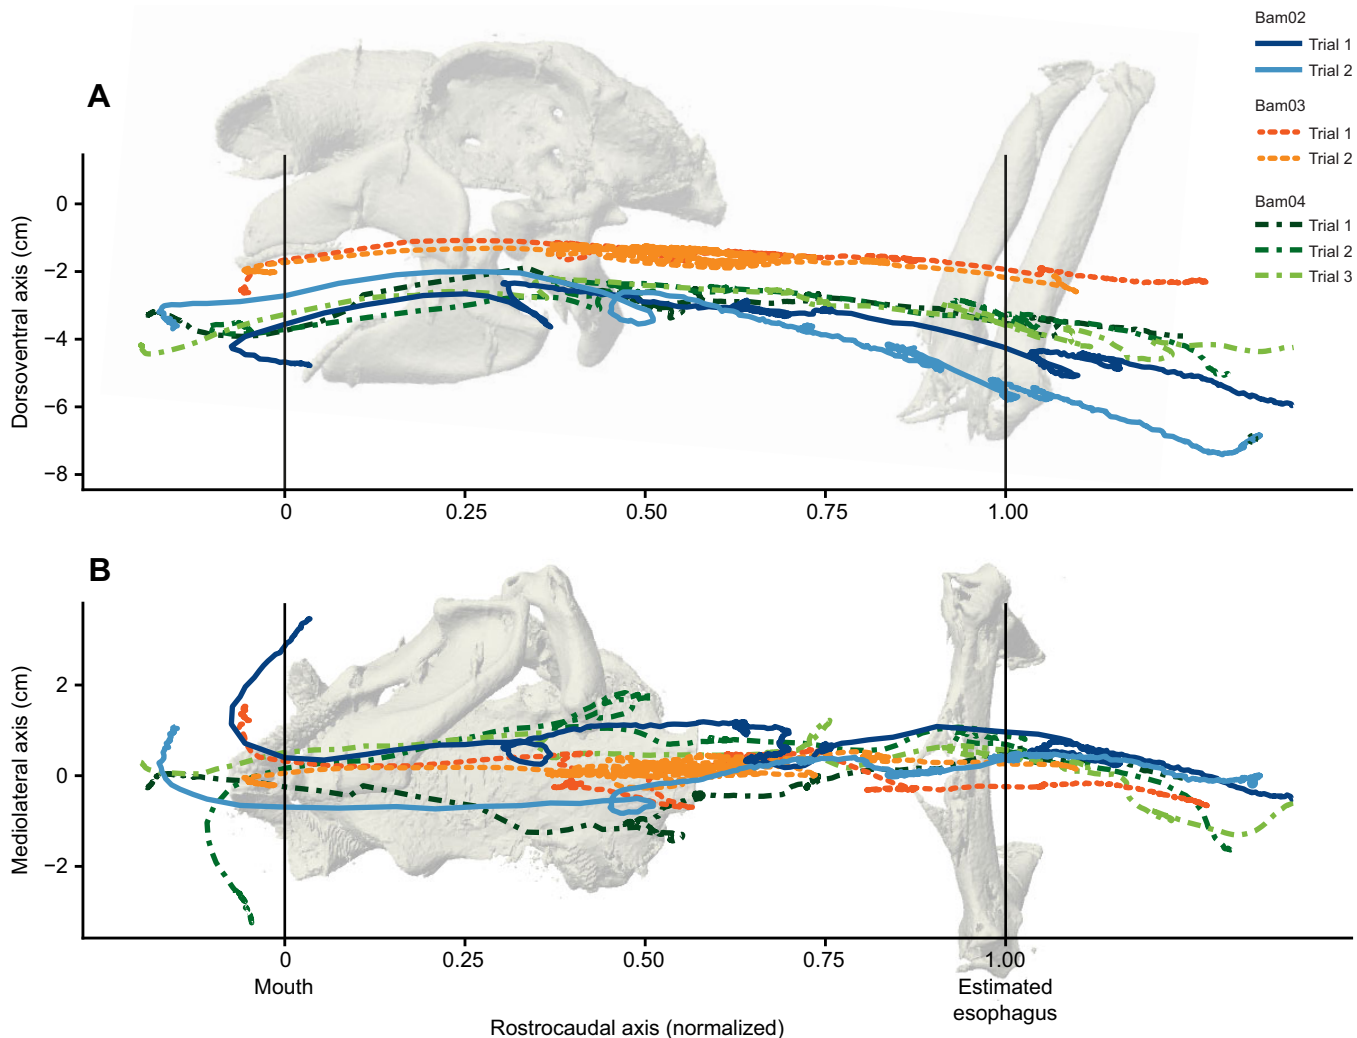 Bam02
Trial 1
Trial 2
A
Bam03
Trial 1
Trial 2
Bam04
Trial 1
Trial 2
Trial 3
Dorsoventral axis (cm)
0
−2
−4
−6
−8
0
0.25
0.50
0.75
1.00
B
Mediolateral axis (cm)
2
0
−2
0
0.25
0.50
0.75
1.00
Mouth
Estimated
esophagus
Rostrocaudal axis (normalized)